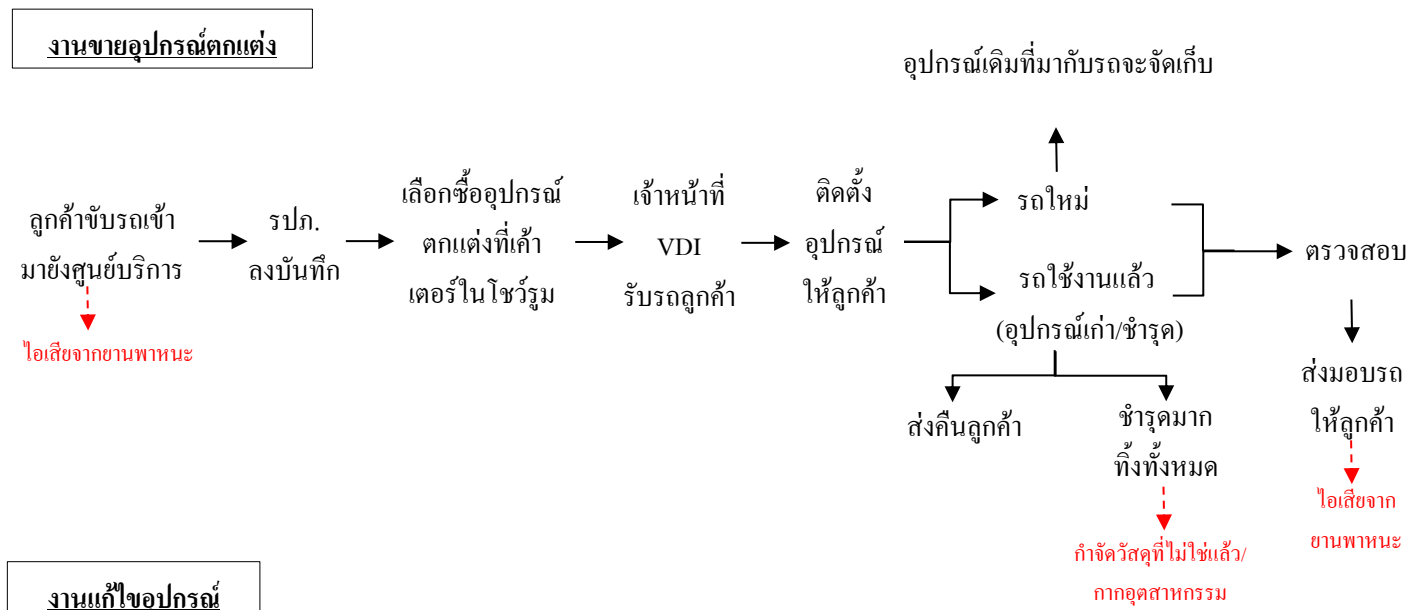 งานขายอุปกรณ์ตกแต่ง
อุปกรณ์เดิมที่มากับรถจะจัดเก็บ
ลูกค้าขับรถเข้า
มายังศูนย์บริการ
ไอเสียจากยานพาหนะ
รปภ.
ลงบันทึก
เลือกซื้ออุปกรณ์
ตกแต่งที่เค้า
เตอร์ในโชว์รูม
เจ้าหน้าที่
VDI
รับรถลูกค้า
ติดตั้ง
อุปกรณ์
ให้ลูกค้า
รถใหม่
รถใช้งานแล้ว
(อุปกรณ์เก่า/ชำรุด)
ส่งคืนลูกค้า
ชำรุดมาก
ทิ้งทั้งหมด
กำจัดวัสดุที่ไม่ใช่แล้ว/
กากอุตสาหกรรม
ตรวจสอบ
ส่งมอบรถ
ให้ลูกค้า
ไอเสียจาก
ยานพาหนะ
งานแก้ไขอุปกรณ์